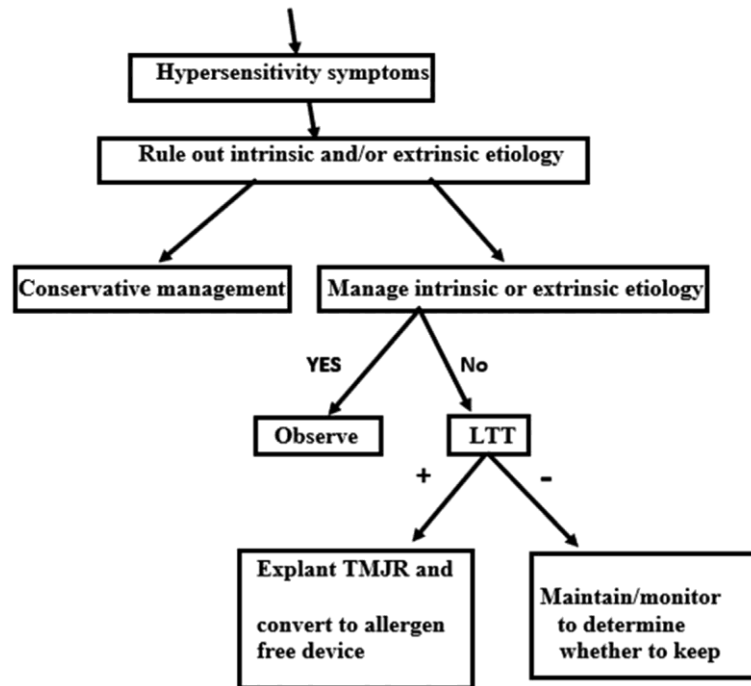 Hypersensitivity symptoms
Rule out intrinsic and/or extrinsic etiology
Conservative management
Manage intrinsic or extrinsic etiology
YES
No
Observe
LTT
+
-
Explant TMJR and
convert to allergen
free device
Maintain/monitor
to determine
whether to keep